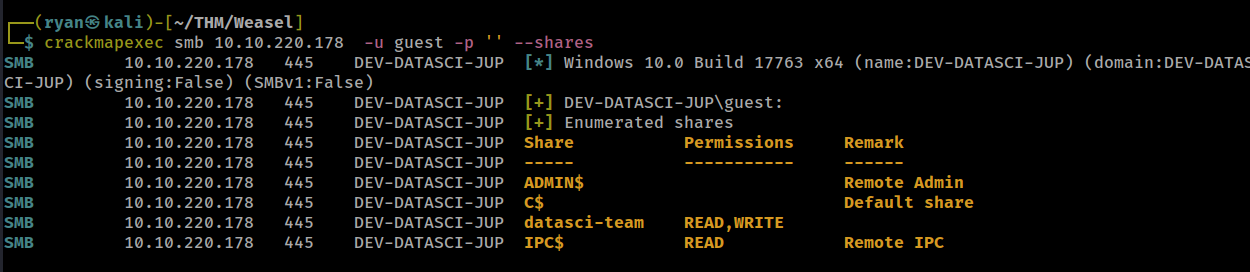 ┌──(ryan㉿kali)-[~/THM/Weasel]
└─$ crackmapexec smb 10.10.220.178  -u guest -p '' --shares
SMB         10.10.220.178   445    DEV-DATASCI-JUP  [*] Windows 10.0 Build 17763 x64 (name:DEV-DATASCI-JUP) (domain:DEV-DATAS
CI-JUP) (signing:False) (SMBv1:False)
SMB         10.10.220.178   445    DEV-DATASCI-JUP  [+] DEV-DATASCI-JUP\guest:
SMB         10.10.220.178   445    DEV-DATASCI-JUP  [+] Enumerated shares
SMB         10.10.220.178   445    DEV-DATASCI-JUP  Share           Permissions     Remark
SMB         10.10.220.178   445    DEV-DATASCI-JUP  -----           -----------     ------
SMB         10.10.220.178   445    DEV-DATASCI-JUP  ADMIN$                          Remote Admin
SMB         10.10.220.178   445    DEV-DATASCI-JUP  C$                              Default share
SMB         10.10.220.178   445    DEV-DATASCI-JUP  datasci-team    READ,WRITE
SMB         10.10.220.178   445    DEV-DATASCI-JUP  IPC$            READ            Remote IPC